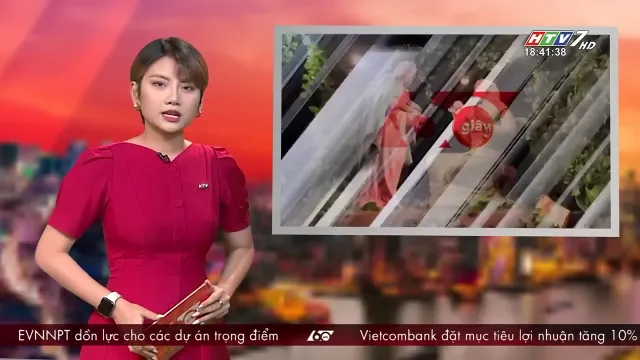 HTV7 HD
18:41:38
giây
HTV
EVNNPT dồn lực cho các dự án trọng điểm
60
Vietcombank đặt mục tiêu lợi nhuận tăng 10%